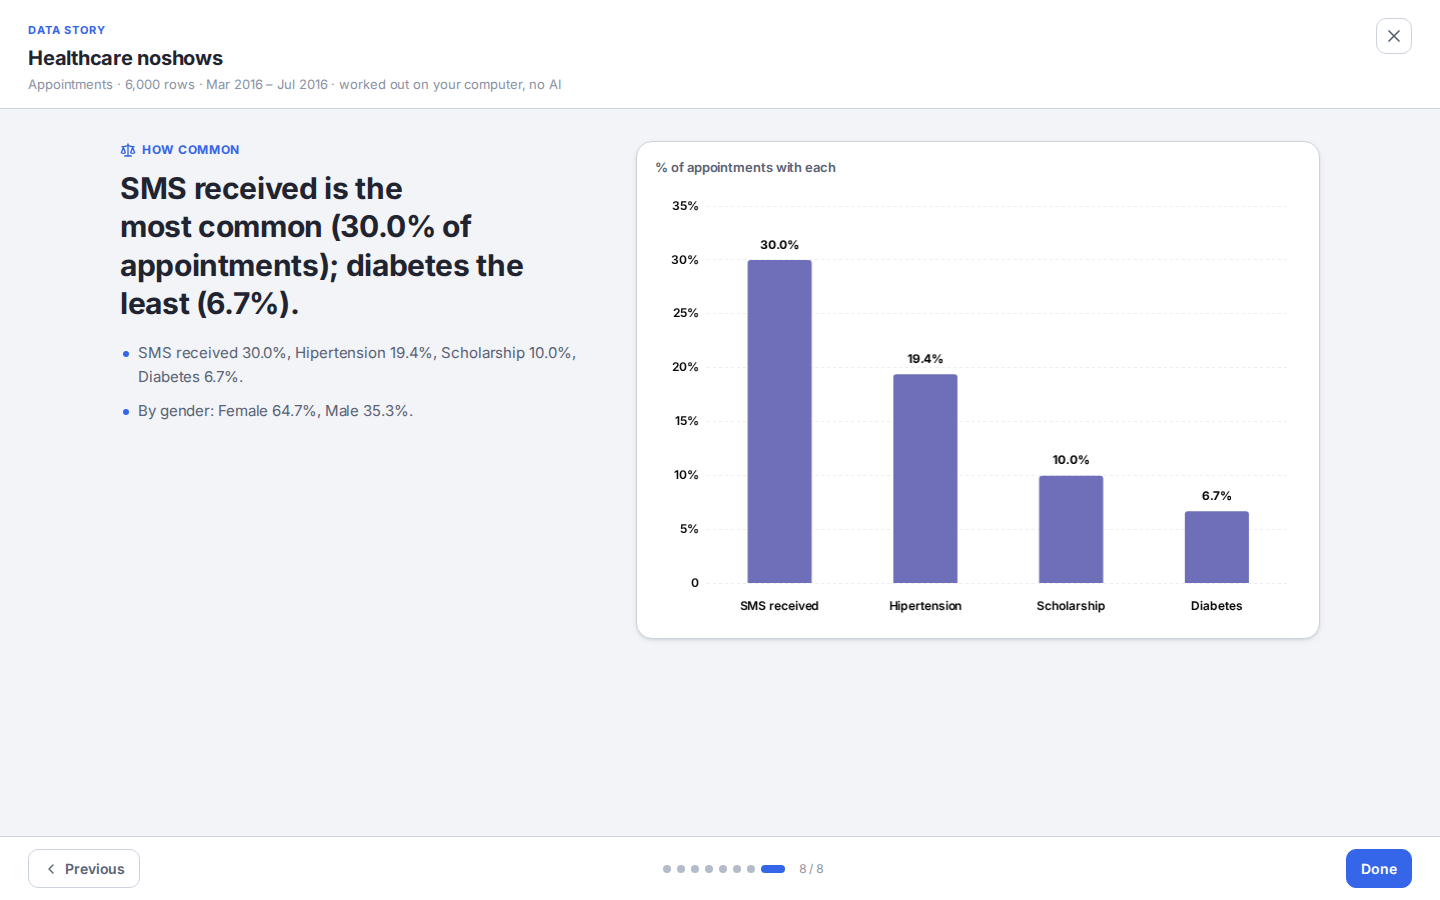 DATA STORY
Healthcare noshows
Appointments · 6,000 rows · Mar 2016 – Jul 2016 · worked out on your computer, no AI
HOW COMMON
SMS received is the
most common (30.0% of
appointments); diabetes the
least (6.7%).
SMS received 30.0%, Hipertension 19.4%, Scholarship 10.0%,
Diabetes 6.7%.
By gender: Female 64.7%, Male 35.3%.
% of appointments with each
35%
30%
25%
20%
15%
10%
5%
0
30.0%
19.4%
10.0%
6.7%
SMS received
Hipertension
Scholarship
Diabetes
Previous
8 / 8
Done